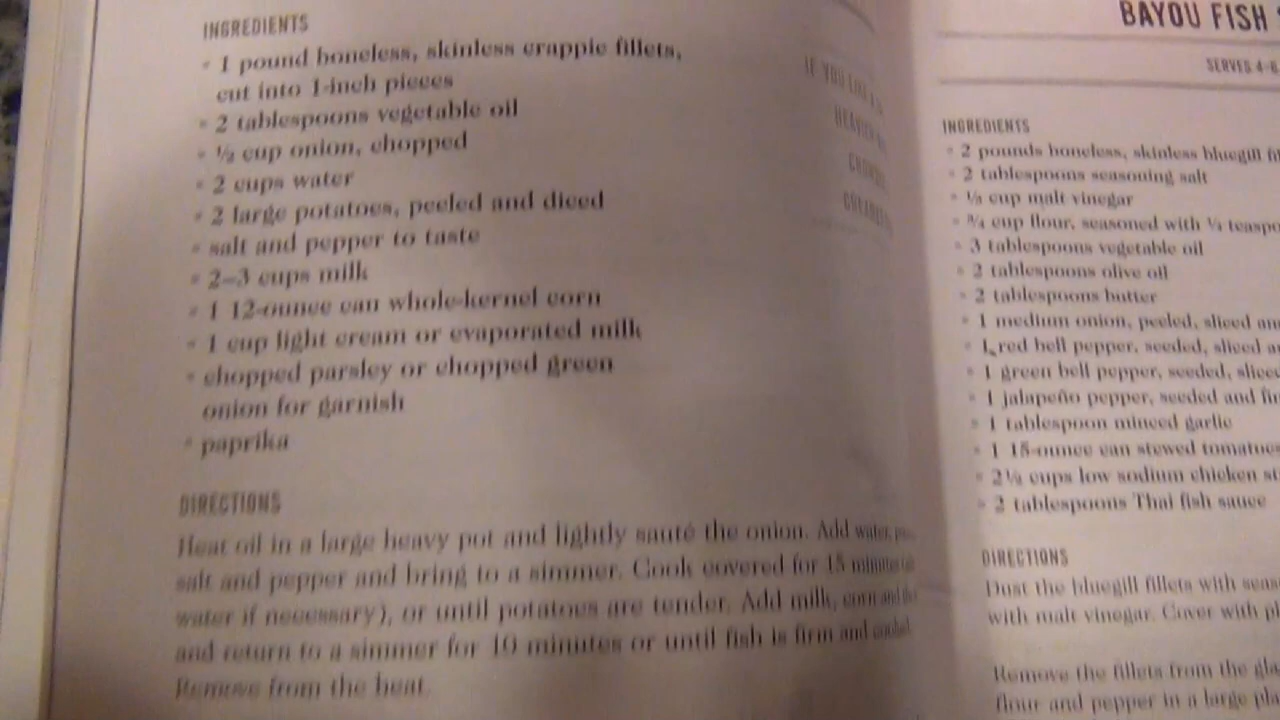 INGREDIENTS
• 1 pound boneless, skinless crappie fillets,
cut into 1-inch pieces
• 2 tablespoons vegetable oil
• ½ cup onion, chopped
• 2 cups water
• 2 large potatoes, peeled and diced
• salt and pepper to taste
• 2–3 cups milk
• 1 12-ounce can whole-kernel corn
• 1 cup light cream or evaporated milk
• chopped parsley or chopped green
onion for garnish
• paprika
DIRECTIONS
Heat oil in a large heavy pot and lightly sauté the onion. Add water,
salt and pepper and bring to a simmer. Cook covered for 15 minutes
water if necessary), or until potatoes are tender. Add milk, corn and
and return to a simmer for 10 minutes or until fish is firm and cooked.
Remove from the heat.
IF YOU LIKE
BAYOU FISH
SERVES 4–6
INGREDIENTS
• 2 pounds boneless, skinless bluegill
• 2 tablespoons seasoning salt
cup malt vinegar
cup flour, seasoned with
• 3 tablespoons vegetable oil
• 2 tablespoons olive oil
• 2 tablespoons butter
• 1 medium onion, peeled, sliced
• 1 red bell pepper, seeded, sliced
• 1 green bell pepper, seeded, sliced
• 1 jalapeño pepper, seeded and
• 1 tablespoon minced garlic
• 1 15-ounce can stewed tomatoes
cups low sodium chicken
• 2 tablespoons Thai fish sauce
DIRECTIONS
Dust the bluegill fillets with
with malt vinegar. Cover with
Remove the fillets from the
flour and pepper in a large